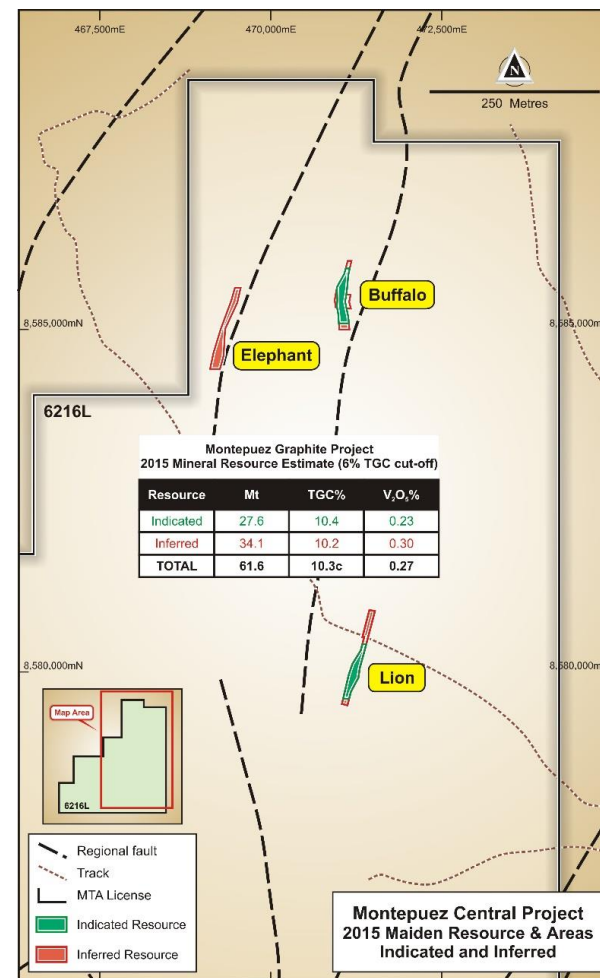 467,500mE 470,000mE 472,500mE
N
250 Metres
Buffalo
8,585,000mN 8,585,000mN
Elephant
6216L
Montepuez Graphite Project
2015 Mineral Resource Estimate (6% TGC cut-off)
Resource Mt TGC% V₂O₅%
Indicated 27.6 10.4 0.23
Inferred 34.1 10.2 0.30
TOTAL 61.6 10.3c 0.27
8,580,000mN 8,580,000mN
Lion
Map Area
6216L
Regional fault
Track
MTA License
Indicated Resource
Inferred Resource
Montepuez Central Project
2015 Maiden Resource & Areas
Indicated and Inferred